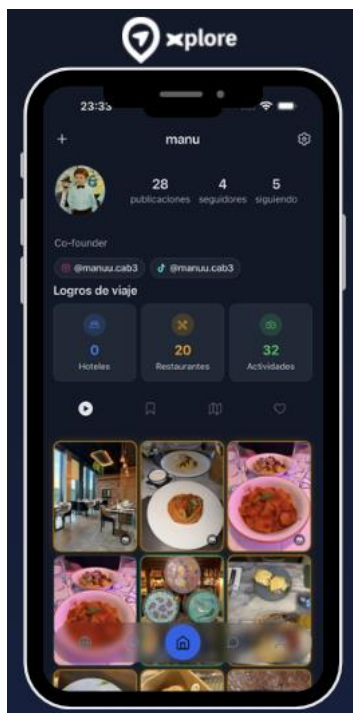 xplore
23:33
manu
28 4 5
publicaciones seguidores siguiendo
Co-founder
@manuu.cab3 @manuu.cab3
Logros de viaje
0 20 32
Hoteles Restaurantes Actividades